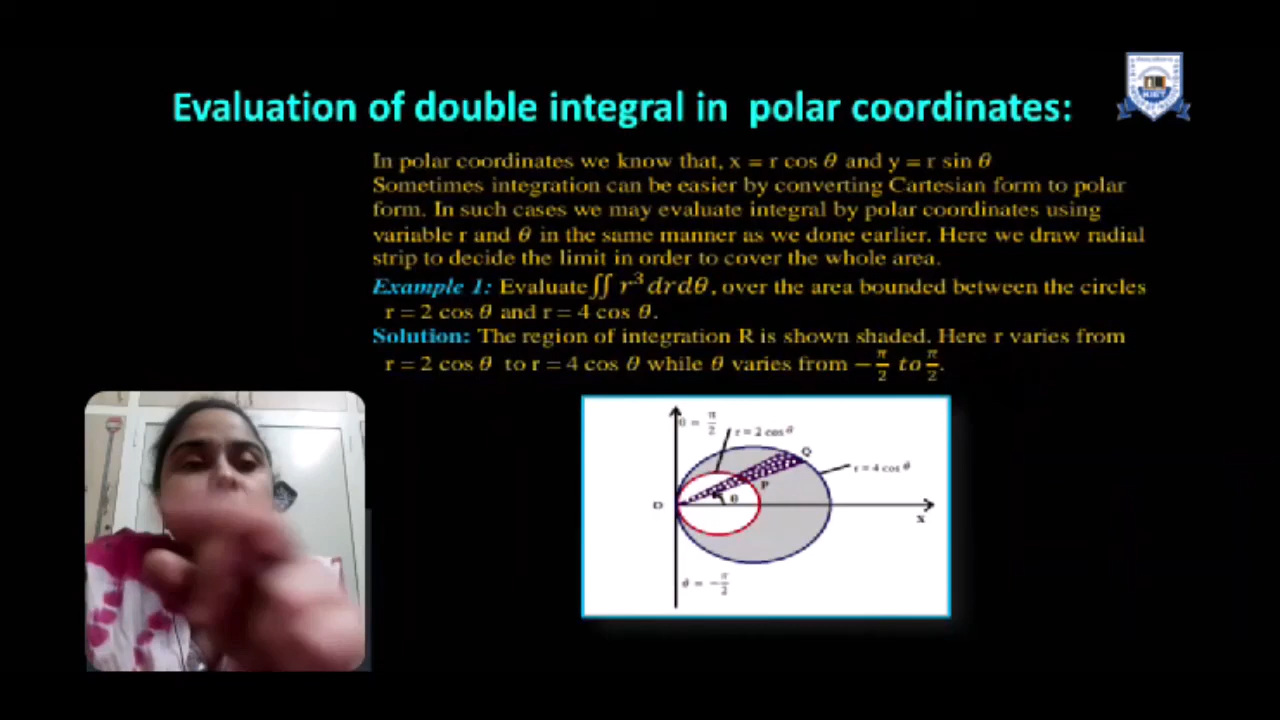 Evaluation of double integral in polar coordinates:
In polar coordinates we know that, x = r cos θ and y = r sin θ
Sometimes integration can be easier by converting Cartesian form to polar
form. In such cases we may evaluate integral by polar coordinates using
variable r and θ in the same manner as we done earlier. Here we draw radial
strip to decide the limit in order to cover the whole area.
Example 1: Evaluate ∬ r³ drdθ, over the area bounded between the circles
r = 2 cos θ and r = 4 cos θ.
Solution: The region of integration R is shown shaded. Here r varies from
r = 2 cos θ to r = 4 cos θ while θ varies from −π/2 to π/2.
θ = π/2
r = 2 cos θ
Q
r = 4 cos θ
P
θ
O
x
θ = −π/2